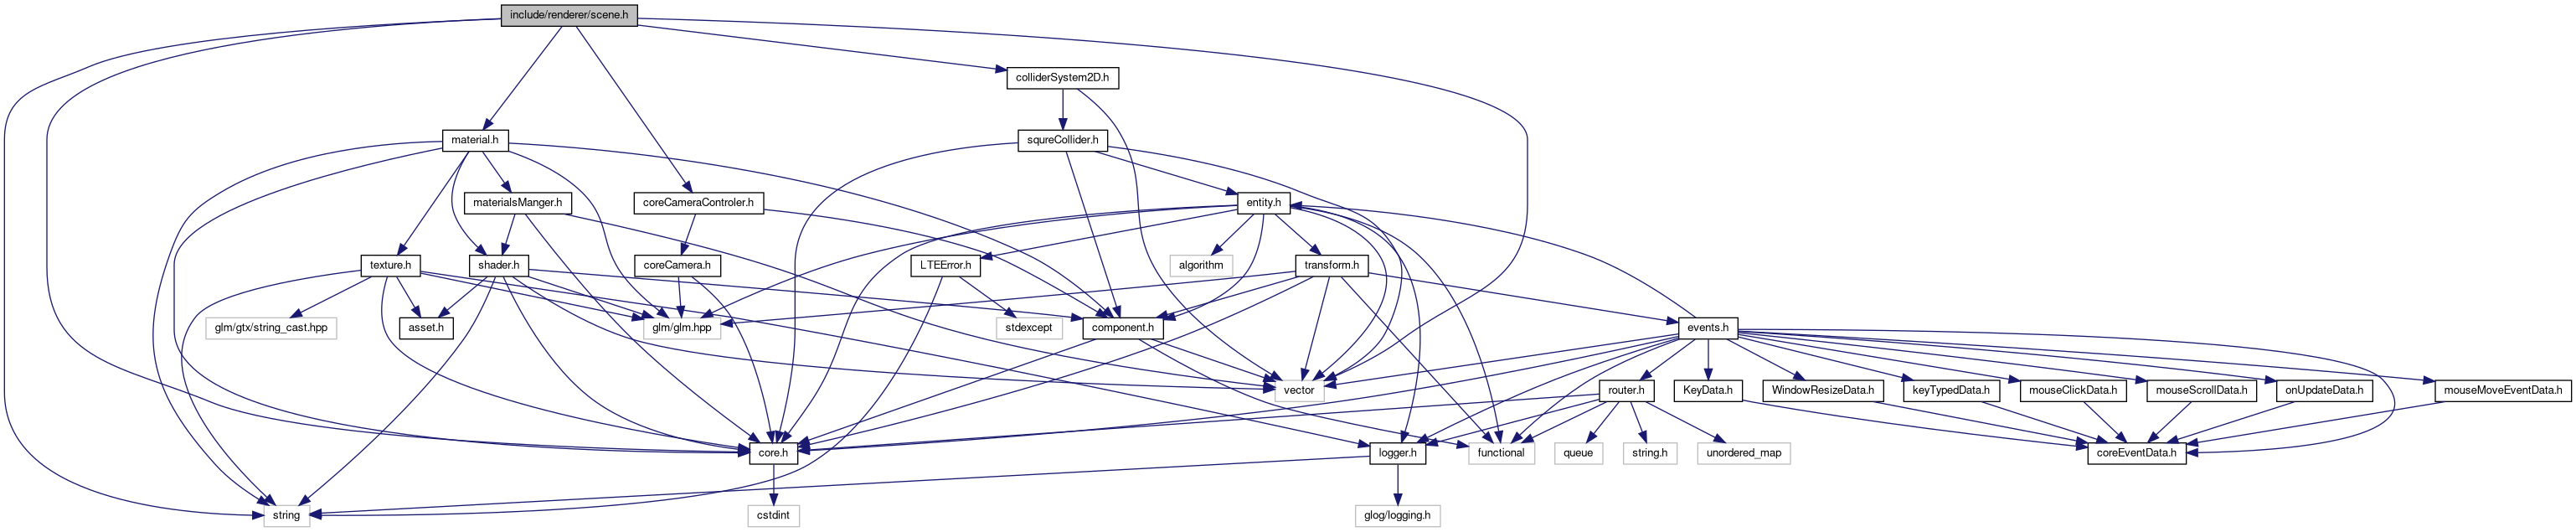 include/renderer/scene.h
colliderSystem2D.h
material.h
squreCollider.h
materialsManger.h
coreCameraControler.h
entity.h
texture.h
shader.h
coreCamera.h
LTEError.h
algorithm
transform.h
glm/gtx/string_cast.hpp
asset.h
glm/glm.hpp
stdexcept
component.h
events.h
vector
router.h
KeyData.h
WindowResizeData.h
keyTypedData.h
mouseClickData.h
mouseScrollData.h
onUpdateData.h
mouseMoveEventData.h
core.h
logger.h
functional
queue
string.h
unordered_map
coreEventData.h
string
cstdint
glog/logging.h